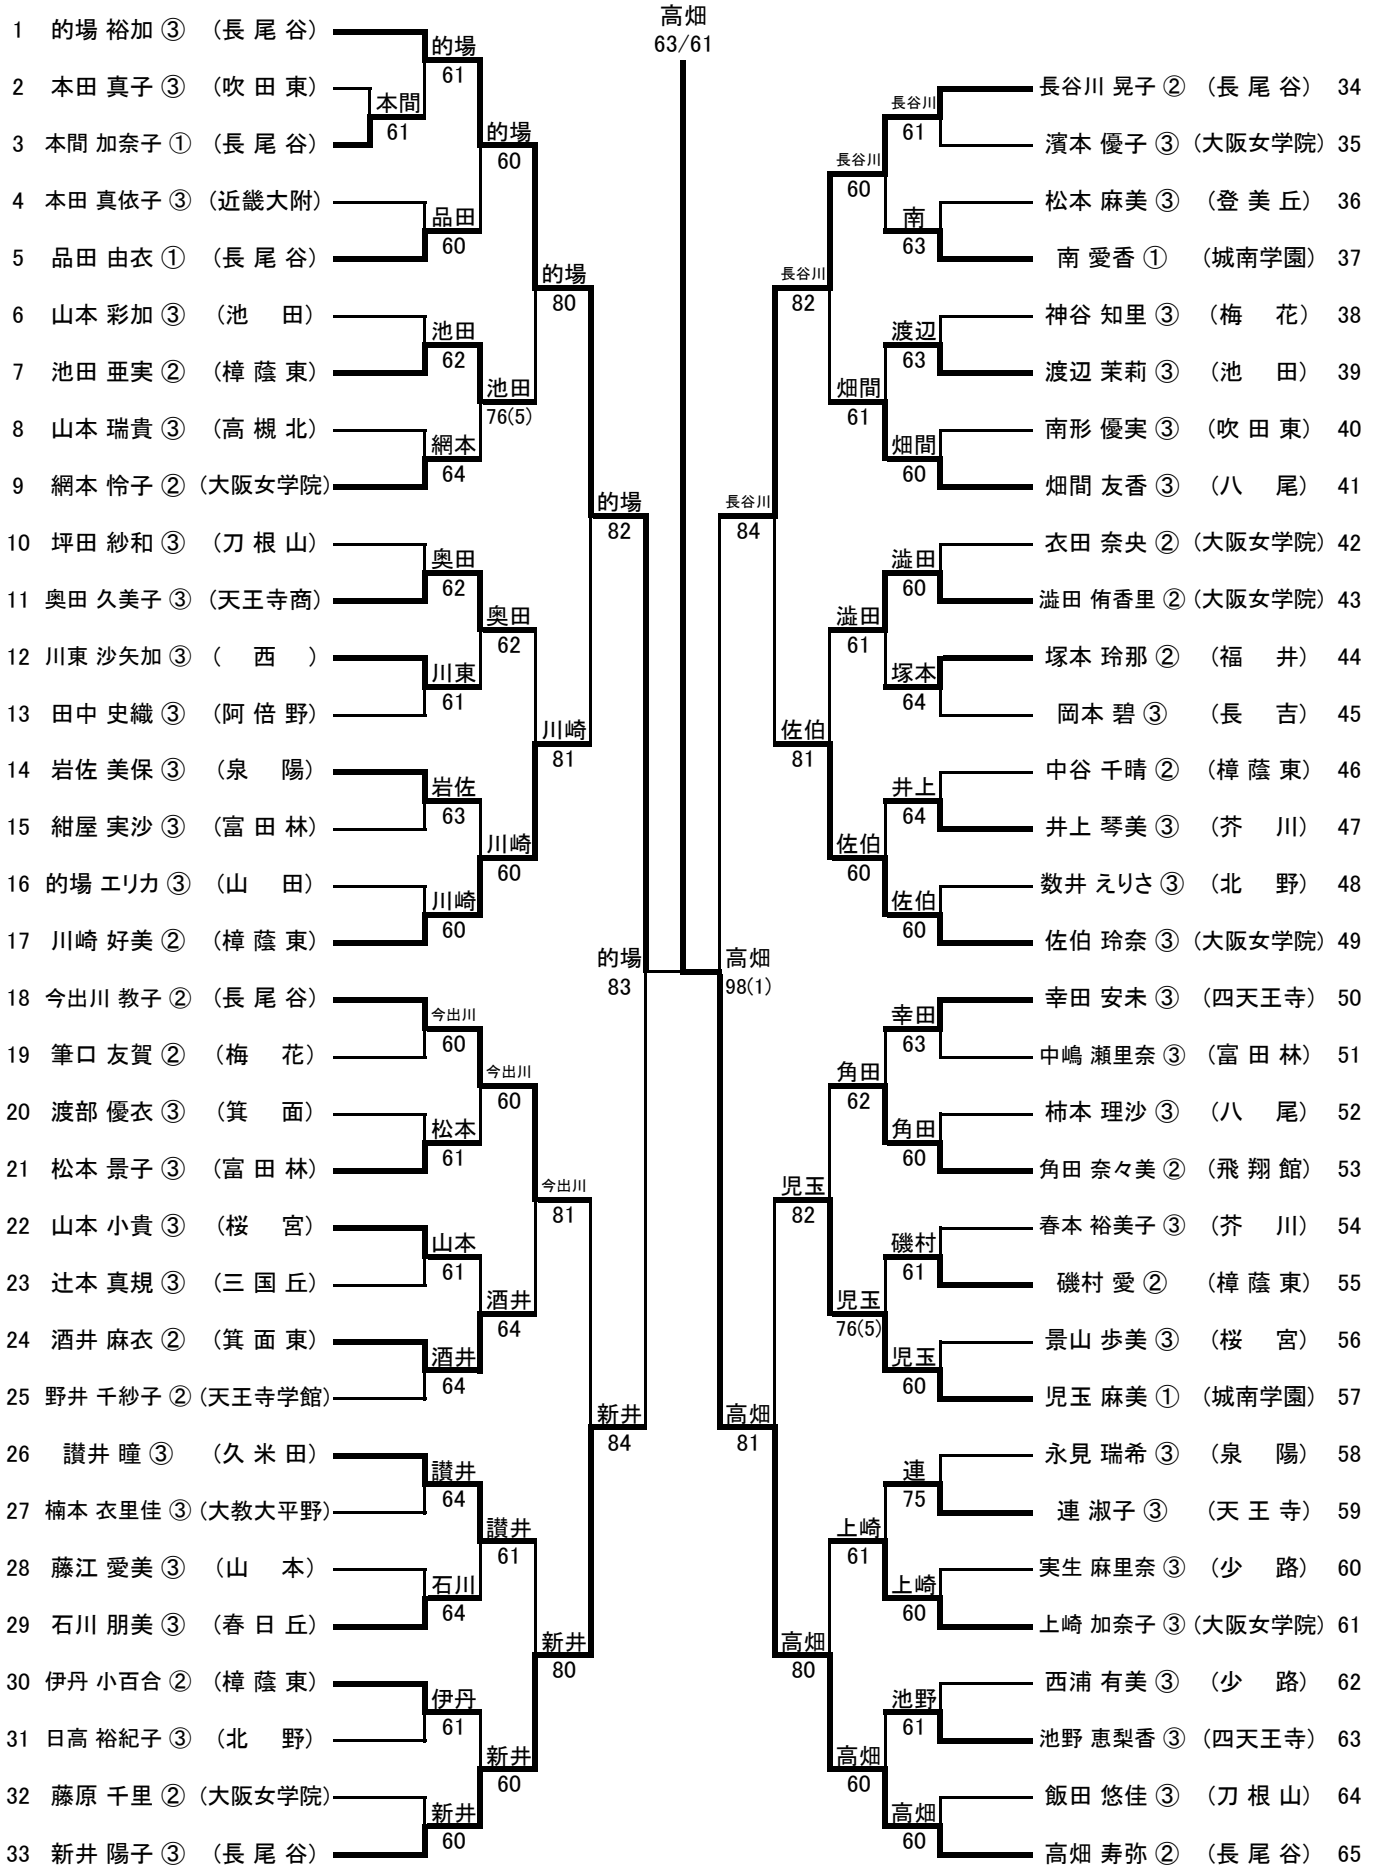 高畑
63/61
1 的場 裕加 ③ （長 尾 谷）
2 本田 真子 ③ （吹 田 東）
3 本間 加奈子 ① （長 尾 谷）
4 本田 真依子 ③ （近畿大附）
5 品田 由衣 ① （長 尾 谷）
6 山本 彩加 ③ （池 田）
7 池田 亜実 ② （樟 蔭 東）
8 山本 瑞貴 ③ （高 槻 北）
9 網本 怜子 ② （大阪女学院）
10 坪田 紗和 ③ （刀 根 山）
11 奥田 久美子 ③ （天王寺商）
12 川東 沙矢加 ③ （ 西 ）
13 田中 史織 ③ （阿 倍 野）
14 岩佐 美保 ③ （泉 陽）
15 紺屋 実沙 ③ （富 田 林）
16 的場 エリカ ③ （山 田）
17 川崎 好美 ② （樟 蔭 東）
18 今出川 教子 ② （長 尾 谷）
19 筆口 友賀 ② （梅 花）
20 渡部 優衣 ③ （箕 面）
21 松本 景子 ③ （富 田 林）
22 山本 小貴 ③ （桜 宮）
23 辻本 真規 ③ （三 国 丘）
24 酒井 麻衣 ② （箕 面 東）
25 野井 千紗子 ② （天王寺学館）
26 讃井 瞳 ③ （久 米 田）
27 楠本 衣里佳 ③ （大教大平野）
28 藤江 愛美 ③ （山 本）
29 石川 朋美 ③ （春 日 丘）
30 伊丹 小百合 ② （樟 蔭 東）
31 日高 裕紀子 ③ （北 野）
32 藤原 千里 ② （大阪女学院）
33 新井 陽子 ③ （長 尾 谷）
本間
61
的場
61
品田
60
池田
62
網本
64
奥田
62
川東
61
岩佐
63
川崎
60
今出川
60
松本
61
山本
61
酒井
64
讃井
64
石川
64
伊丹
61
新井
60
的場
60
池田
76(5)
奥田
62
川崎
60
今出川
60
酒井
64
讃井
61
新井
60
的場
80
川崎
81
今出川
81
新井
80
的場
82
新井
84
的場
83
高畑
98(1)
長谷川
84
高畑
81
長谷川
82
佐伯
81
児玉
82
高畑
80
長谷川
60
畑間
61
澁田
61
佐伯
60
角田
62
児玉
76(5)
上崎
61
高畑
60
長谷川
61
南
63
渡辺
63
畑間
60
澁田
60
塚本
64
井上
64
佐伯
60
幸田
63
角田
60
磯村
61
児玉
60
連
75
上崎
60
池野
61
高畑
60
長谷川 晃子 ② （長 尾 谷） 34
濱本 優子 ③ （大阪女学院） 35
松本 麻美 ③ （登 美 丘） 36
南 愛香 ① （城南学園） 37
神谷 知里 ③ （梅 花） 38
渡辺 茉莉 ③ （池 田） 39
南形 優実 ③ （吹 田 東） 40
畑間 友香 ③ （八 尾） 41
衣田 奈央 ② （大阪女学院） 42
澁田 侑香里 ② （大阪女学院） 43
塚本 玲那 ② （福 井） 44
岡本 碧 ③ （長 吉） 45
中谷 千晴 ② （樟 蔭 東） 46
井上 琴美 ③ （芥 川） 47
数井 えりさ ③ （北 野） 48
佐伯 玲奈 ③ （大阪女学院） 49
幸田 安未 ③ （四天王寺） 50
中嶋 瀬里奈 ③ （富 田 林） 51
柿本 理沙 ③ （八 尾） 52
角田 奈々美 ② （飛 翔 館） 53
春本 裕美子 ③ （芥 川） 54
磯村 愛 ② （樟 蔭 東） 55
景山 歩美 ③ （桜 宮） 56
児玉 麻美 ① （城南学園） 57
永見 瑞希 ③ （泉 陽） 58
連 淑子 ③ （天 王 寺） 59
実生 麻里奈 ③ （少 路） 60
上崎 加奈子 ③ （大阪女学院） 61
西浦 有美 ③ （少 路） 62
池野 恵梨香 ③ （四天王寺） 63
飯田 悠佳 ③ （刀 根 山） 64
高畑 寿弥 ② （長 尾 谷） 65